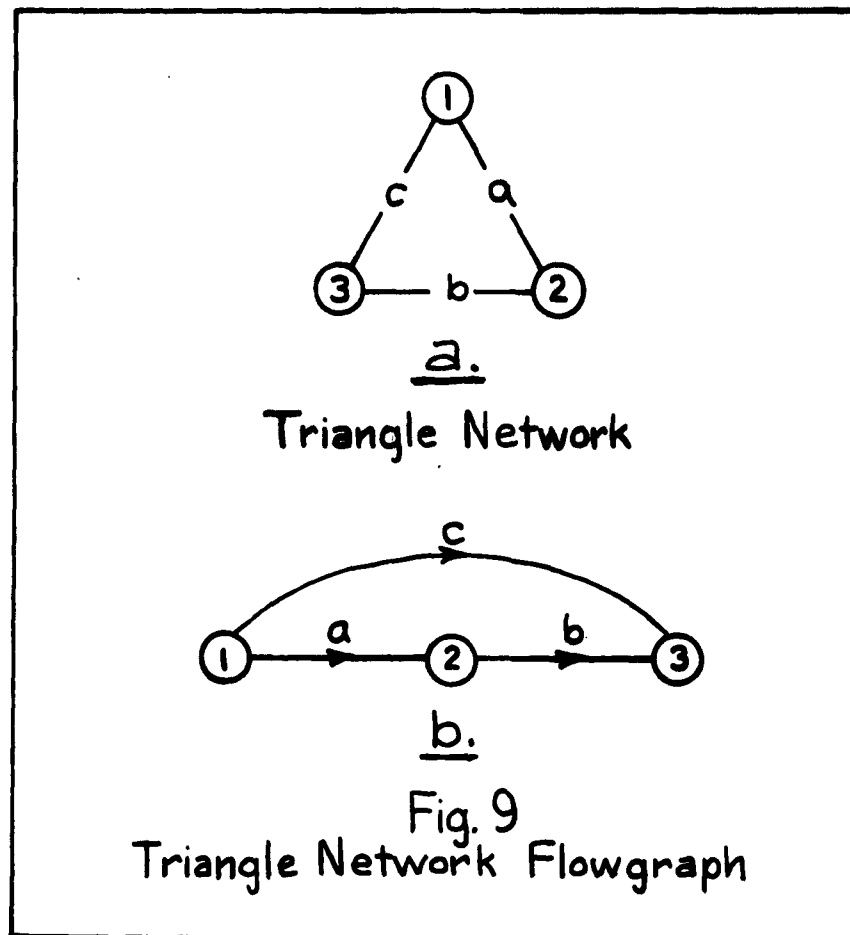 1
c a
3 b 2
a.
Triangle Network
c
a b
1 2 3
b.
Fig. 9
Triangle Network Flowgraph